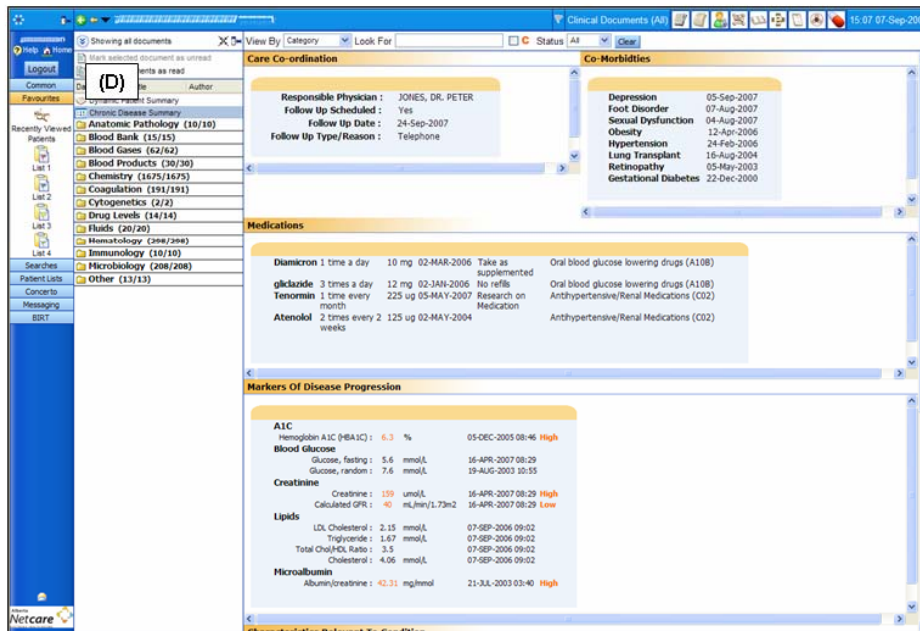 Clinical Documents (All)
15:07 07-Sep-200
Help
Home
Logout
Common
Favourites
Recently Viewed
Patients
List 1
List 2
List 3
List 4
Searches
Patient Lists
Concerto
Messaging
BIRT
Alberta
Netcare
Showing all documents
Mark selected document as unread
(D)
ments as read
Author
Dynamic Patient Summary
Chronic Disease Summary
Anatomic Pathology (10/10)
Blood Bank (15/15)
Blood Gases (62/62)
Blood Products (30/30)
Chemistry (1675/1675)
Coagulation (191/191)
Cytogenetics (2/2)
Drug Levels (14/14)
Fluids (20/20)
Hematology (298/298)
Immunology (10/10)
Microbiology (208/208)
Other (13/13)
View By Category Look For C Status All Clear
Care Co-ordination
Responsible Physician : JONES, DR. PETER
Follow Up Scheduled : Yes
Follow Up Date : 24-Sep-2007
Follow Up Type/Reason : Telephone
Co-Morbidties
Depression 05-Sep-2007
Foot Disorder 07-Aug-2007
Sexual Dysfunction 04-Aug-2007
Obesity 12-Apr-2006
Hypertension 24-Feb-2006
Lung Transplant 16-Aug-2004
Retinopathy 05-May-2003
Gestational Diabetes 22-Dec-2000
Medications
Diamicron 1 time a day 10 mg 02-MAR-2006 Take as supplemented Oral blood glucose lowering drugs (A10B)
gliclazide 3 times a day 12 mg 02-JAN-2006 No refills Oral blood glucose lowering drugs (A10B)
Tenormin 1 time every month 225 ug 05-MAY-2007 Research on Medication Antihypertensive/Renal Medications (C02)
Atenolol 2 times every 2 weeks 125 ug 02-MAY-2004 Antihypertensive/Renal Medications (C02)
Markers Of Disease Progression
A1C
Hemoglobin A1C (HBA1C) : 6.3 % 05-DEC-2005 08:46 High
Blood Glucose
Glucose, fasting : 5.6 mmol/L 16-APR-2007 08:29
Glucose, random : 7.6 mmol/L 19-AUG-2003 10:55
Creatinine
Creatinine : 159 umol/L 16-APR-2007 08:29 High
Calculated GFR : 40 mL/min/1.73m2 16-APR-2007 08:29 Low
Lipids
LDL Cholesterol : 2.15 mmol/L 07-SEP-2006 09:02
Triglyceride : 1.67 mmol/L 07-SEP-2006 09:02
Total Chol/HDL Ratio : 3.5 07-SEP-2006 09:02
Cholesterol : 4.06 mmol/L 07-SEP-2006 09:02
Microalbumin
Albumin/creatinine : 42.31 mg/mmol 21-JUL-2003 03:40 High
Characteristics Relevant To Condition